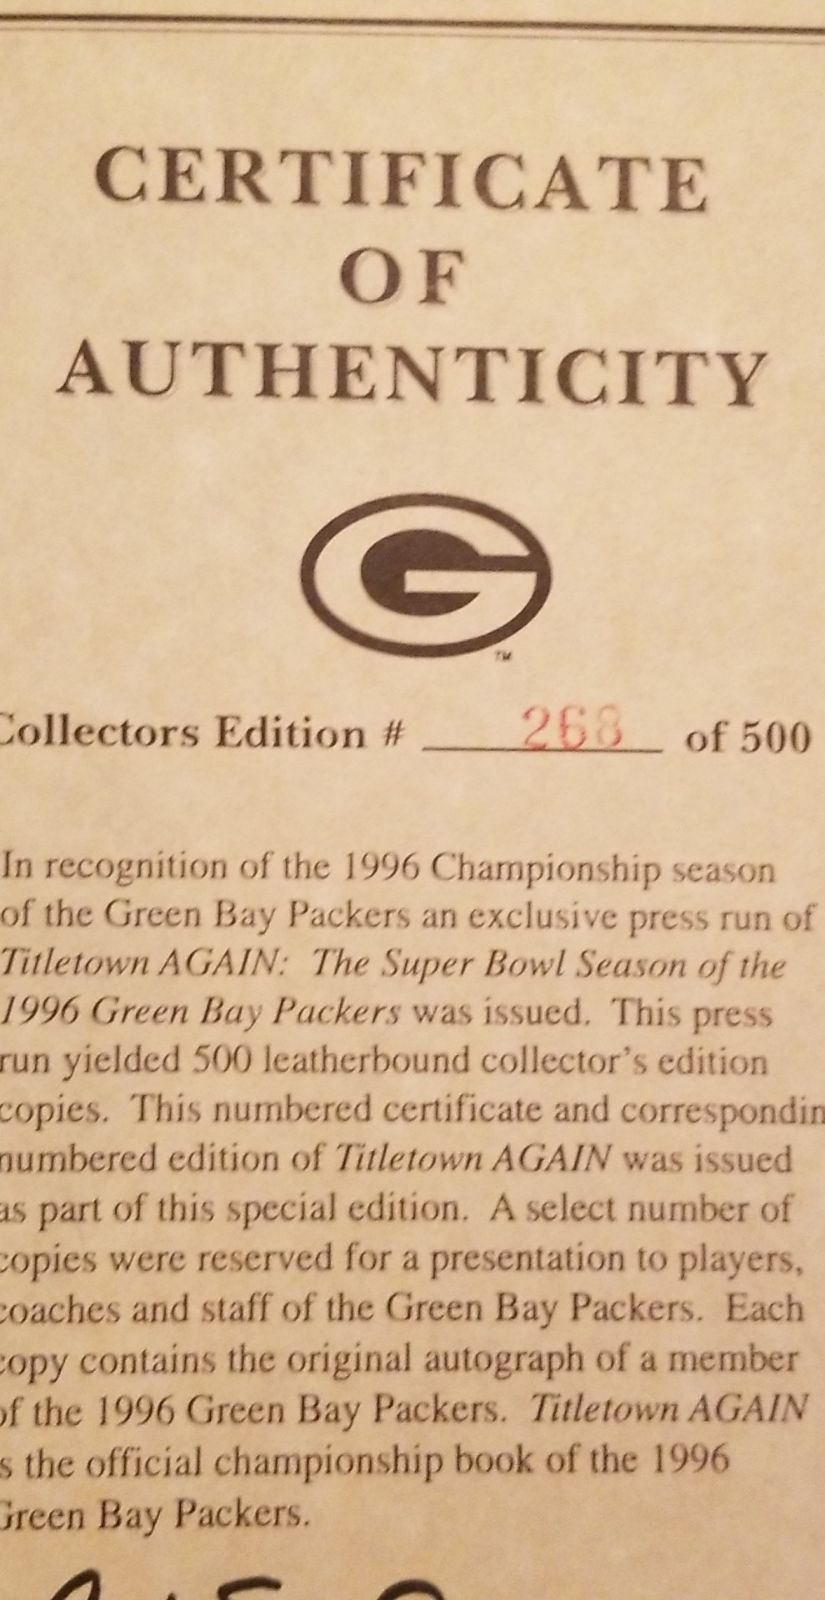 CERTIFICATE
OF
AUTHENTICITY
G
TM
Collectors Edition # 268 of 500
In recognition of the 1996 Championship season
of the Green Bay Packers an exclusive press run of
Titletown AGAIN: The Super Bowl Season of the
1996 Green Bay Packers was issued. This press
run yielded 500 leatherbound collector's edition
copies. This numbered certificate and correspondin
numbered edition of Titletown AGAIN was issued
as part of this special edition. A select number of
copies were reserved for a presentation to players,
coaches and staff of the Green Bay Packers. Each
copy contains the original autograph of a member
of the 1996 Green Bay Packers. Titletown AGAIN
s the official championship book of the 1996
Green Bay Packers.